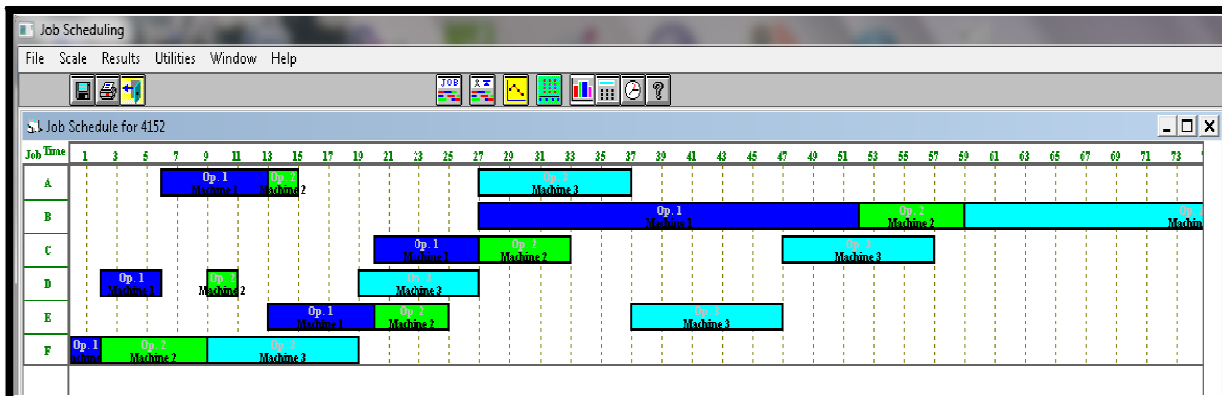 Job Scheduling
File Scale Results Utilities Window Help
JOB
Job Schedule for 4152
Job Time 1 3 5 7 9 11 13 15 17 19 21 23 25 27 29 31 33 35 37 39 41 43 45 47 49 51 53 55 57 59 61 63 65 67 69 71 73
A Op. 1 Op. 2 Op. 3
Machine 1 Machine 2 Machine 3
B Op. 1 Op. 2 Op.
Machine 1 Machine 2 Machin
C Op. 1 Op. 2 Op. 3
Machine 1 Machine 2 Machine 3
D Op. 1 Op. 2 Op. 3
Machine 1 Machine 2 Machine 3
E Op. 1 Op. 2 Op. 3
Machine 1 Machine 2 Machine 3
F Op. 1 Op. 2 Op. 3
Machine 2 Machine 3